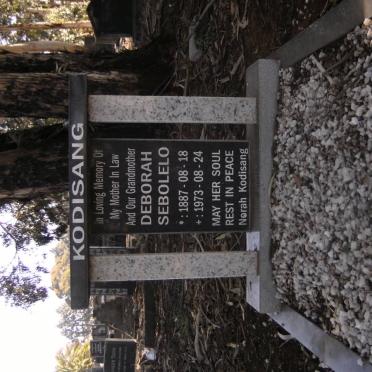 KODISANG
In Loving Memory Of
My Mother In Law
And Our Grandmother
DEBORAH
SEBOLELO
* : 1887 - 08 - 18
+ : 1973 - 08 - 24
MAY HER SOUL
REST IN PEACE
Norah Kodisang